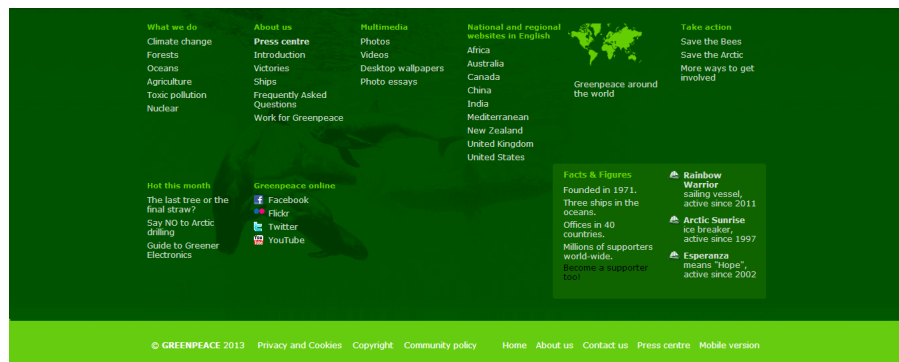 What we do
Climate change
Forests
Oceans
Agriculture
Toxic pollution
Nuclear
About us
Press centre
Introduction
Victories
Ships
Frequently Asked
Questions
Work for Greenpeace
Multimedia
Photos
Videos
Desktop wallpapers
Photo essays
National and regional
websites in English
Africa
Australia
Canada
China
India
Mediterranean
New Zealand
United Kingdom
United States
Greenpeace around
the world
Take action
Save the Bees
Save the Arctic
More ways to get
involved
Hot this month
The last tree or the
final straw?
Say NO to Arctic
drilling
Guide to Greener
Electronics
Greenpeace online
Facebook
Flickr
Twitter
YouTube
Facts & Figures
Founded in 1971.
Three ships in the
oceans.
Offices in 40
countries.
Millions of supporters
world-wide.
Become a supporter
too!
Rainbow
Warrior
sailing vessel,
active since 2011
Arctic Sunrise
ice breaker,
active since 1997
Esperanza
means "Hope",
active since 2002
© GREENPEACE 2013 Privacy and Cookies Copyright Community policy Home About us Contact us Press centre Mobile version